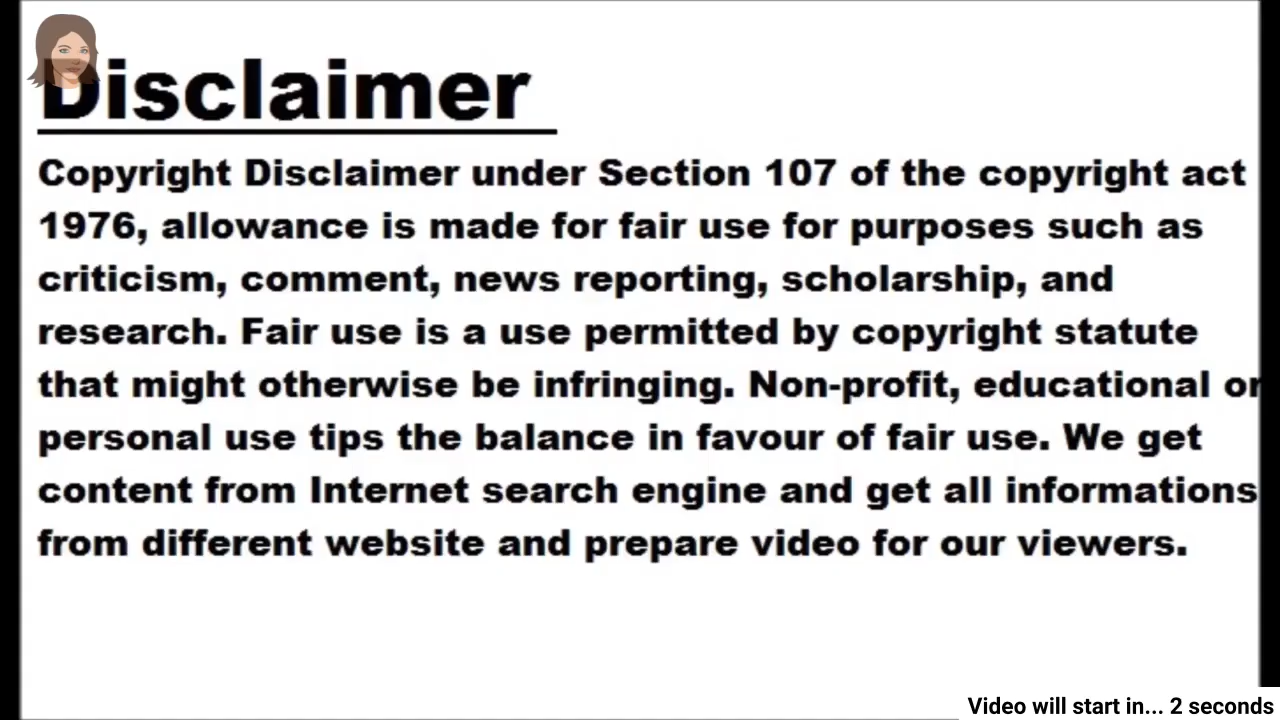 Disclaimer
Copyright Disclaimer under Section 107 of the copyright act
1976, allowance is made for fair use for purposes such as
criticism, comment, news reporting, scholarship, and
research. Fair use is a use permitted by copyright statute
that might otherwise be infringing. Non-profit, educational or
personal use tips the balance in favour of fair use. We get
content from Internet search engine and get all informations
from different website and prepare video for our viewers.
Video will start in... 2 seconds